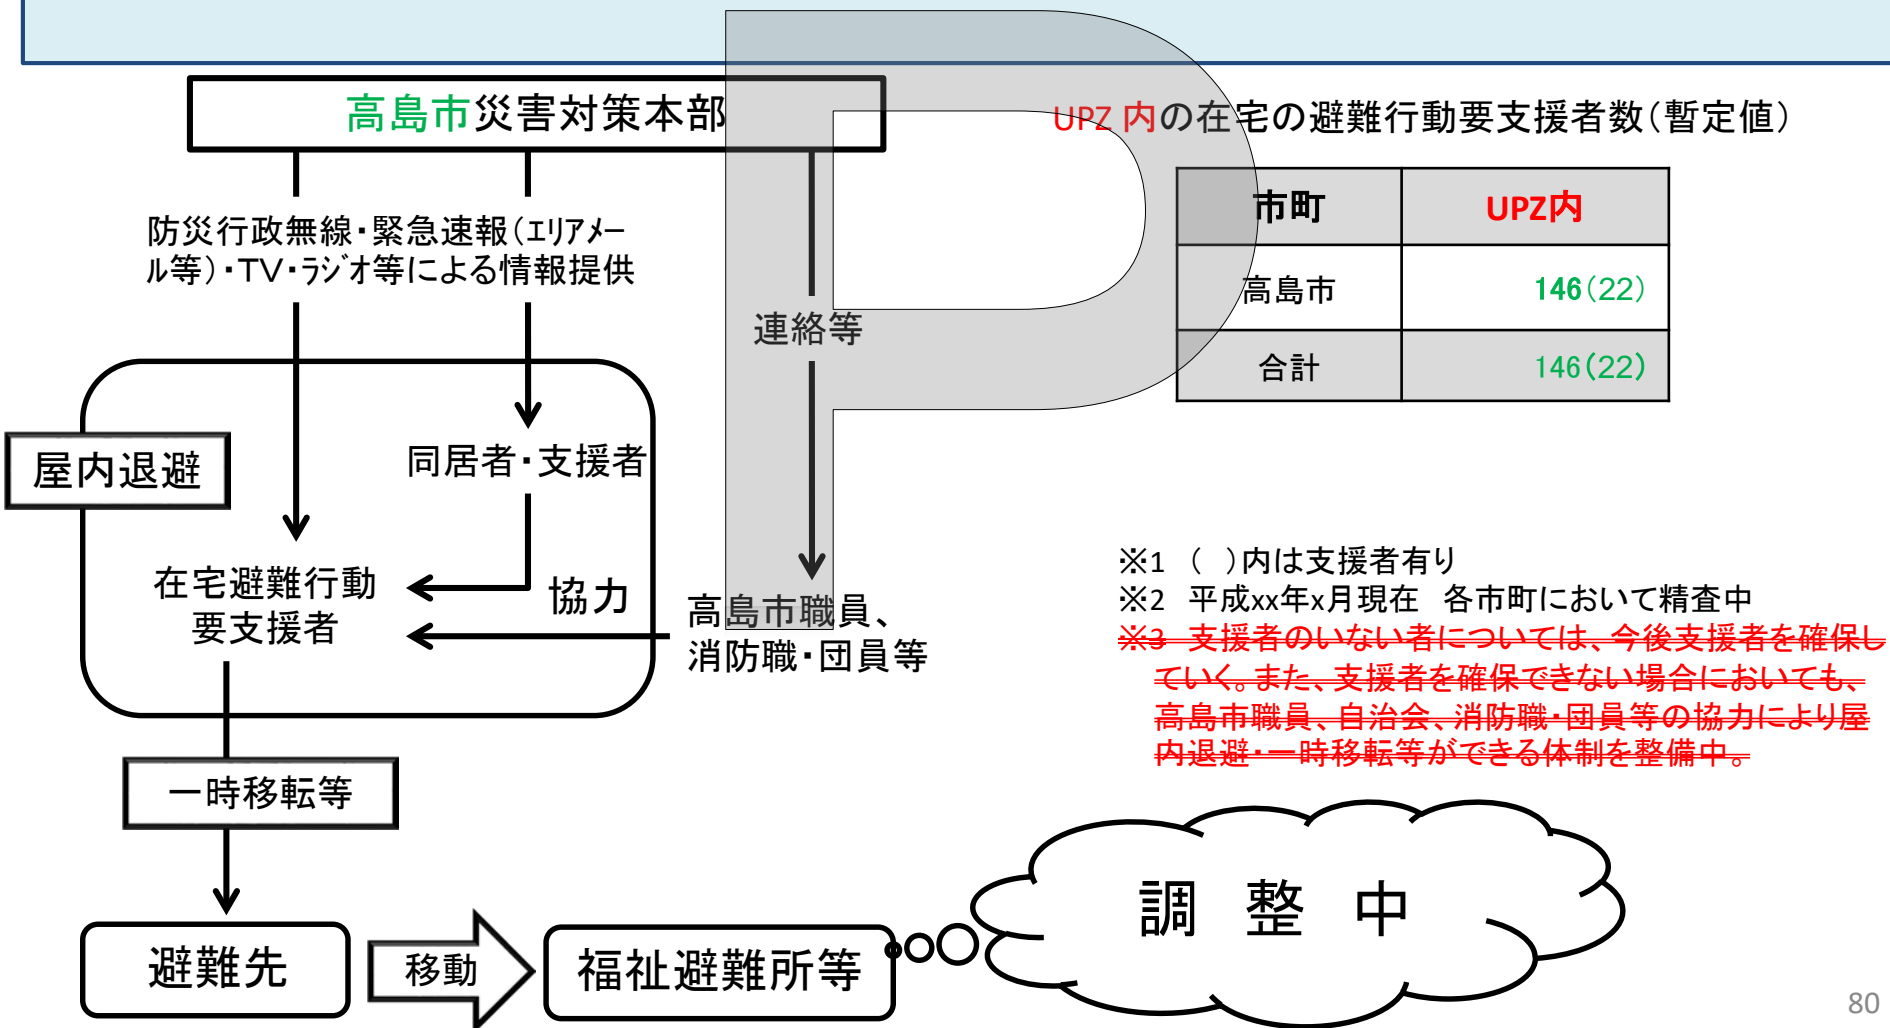 高島市災害対策本部
UPZ 内の在宅の避難行動要支援者数(暫定値)
市町 UPZ内
高島市 146(22)
合計 146(22)
防災行政無線・緊急速報(エリアメー
ル等)・TV・ラジオ等による情報提供
連絡等
屋内退避
同居者・支援者
在宅避難行動
要支援者
協力
高島市職員、
消防職・団員等
※1 ( )内は支援者有り
※2 平成xx年x月現在 各市町において精査中
※3 支援者のいない者については、今後支援者を確保し
ていく。また、支援者を確保できない場合においても、
高島市職員、自治会、消防職・団員等の協力により屋
内退避・一時移転等ができる体制を整備中。
一時移転等
避難先
移動
福祉避難所等
調 整 中
P
80